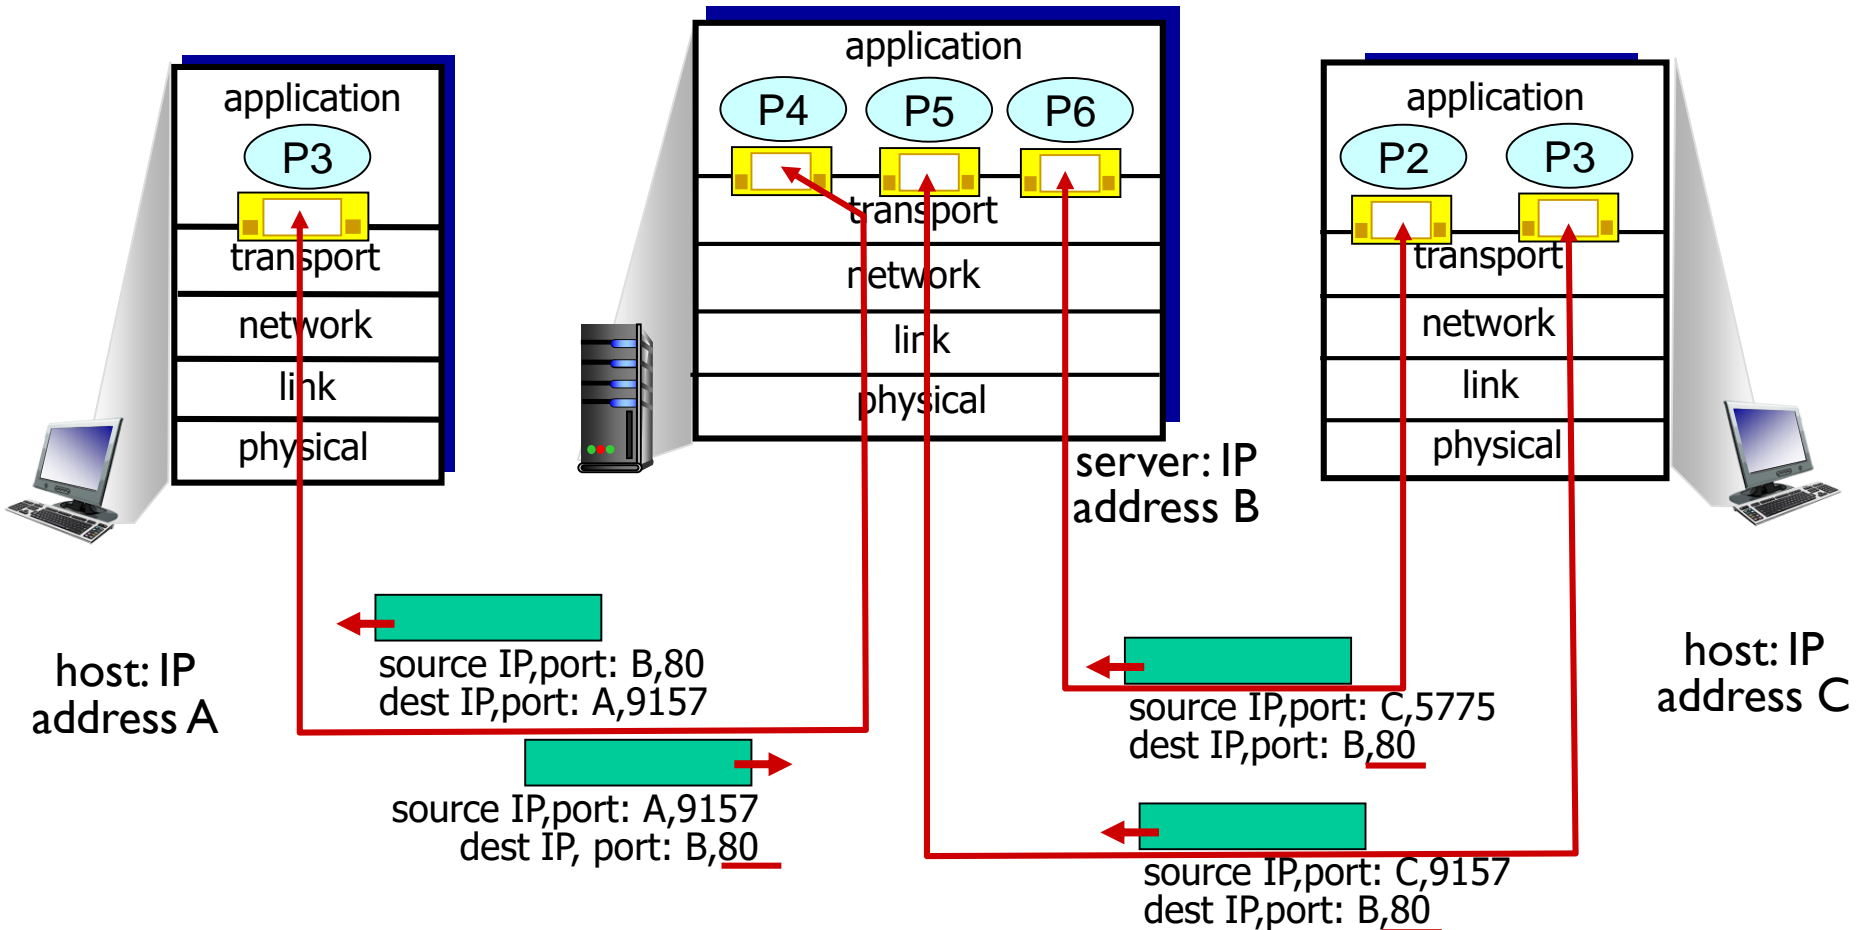 application
P3
transport
network
link
physical
host: IP
address A
application
P4 P5 P6
transport
network
link
physical
server: IP
address B
application
P2 P3
transport
network
link
physical
host: IP
address C
source IP,port: B,80
dest IP,port: A,9157
source IP,port: A,9157
dest IP, port: B,80
source IP,port: C,5775
dest IP,port: B,80
source IP,port: C,9157
dest IP,port: B,80